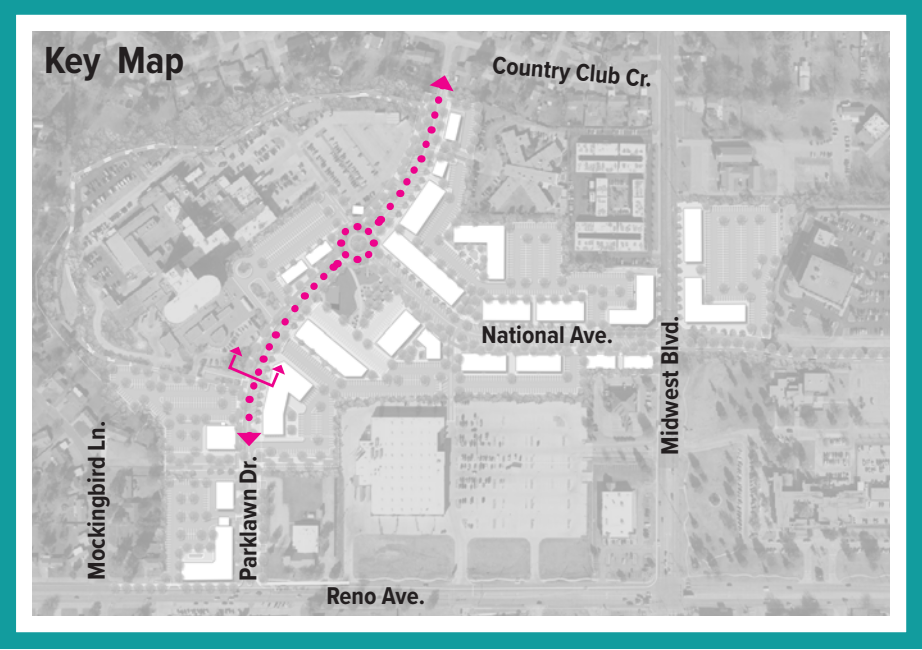 Key Map
Country Club Cr.
National Ave.
Midwest Blvd.
Mockingbird Ln.
Parklawn Dr.
Reno Ave.